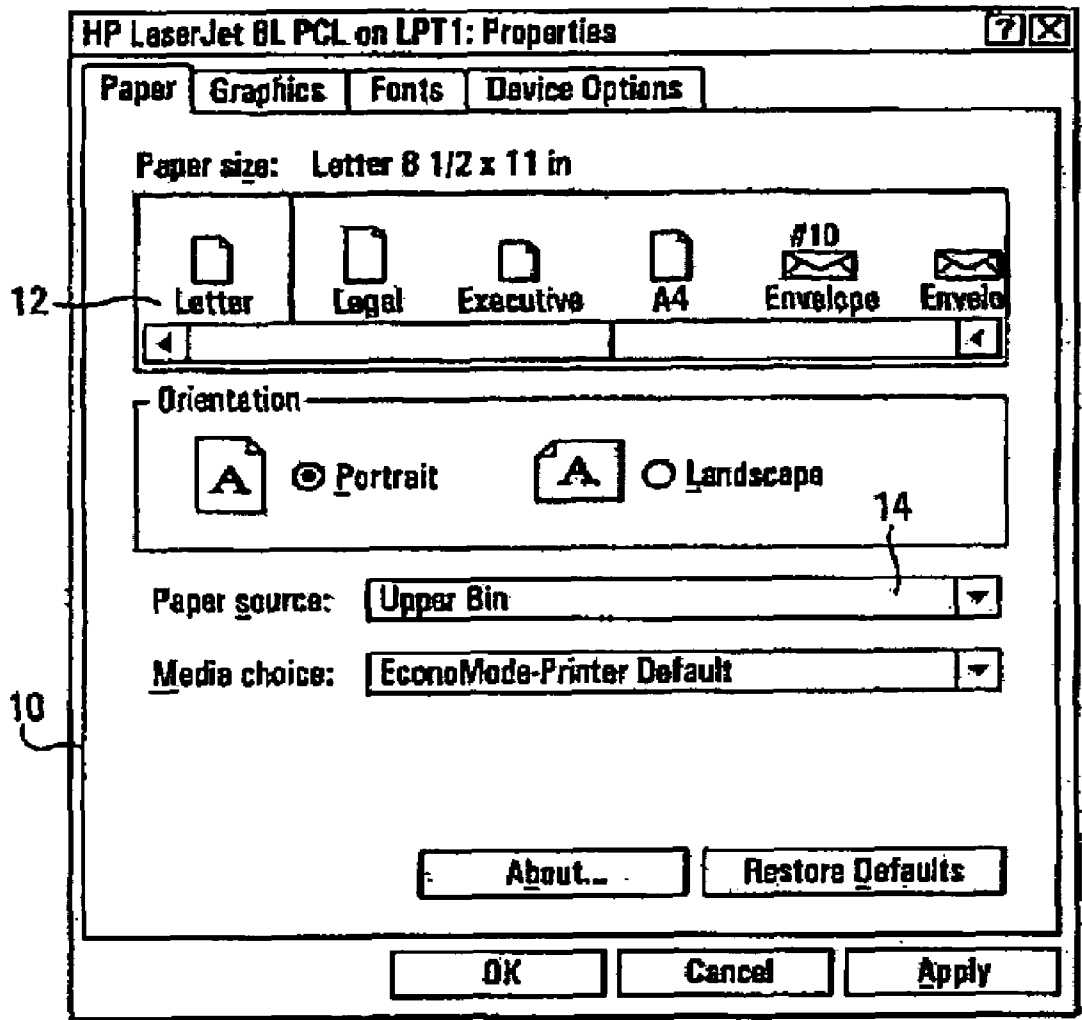 HP LaserJet 6L PCL on LPT1: Properties ? X
Paper Graphics Fonts Device Options
Paper size: Letter 8 1/2 x 11 in
#10
Letter Legal Executive A4 Envelope Envelo
12
Orientation
A Portrait A Landscape
14
Paper source: Upper Bin
Media choice: EconoMode-Printer Default
10
About... Restore Defaults
OK Cancel Apply